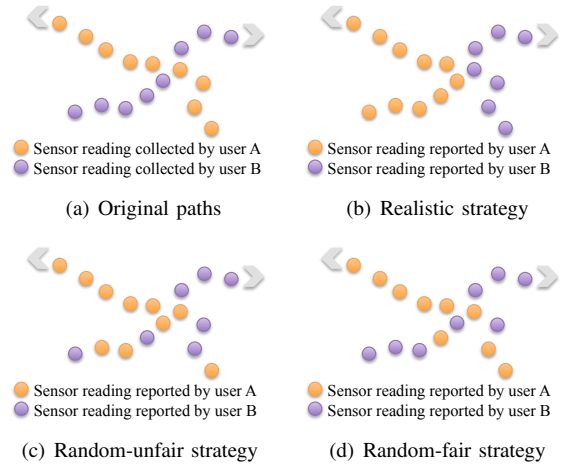 Sensor reading collected by user A
Sensor reading collected by user B
(a) Original paths
Sensor reading reported by user A
Sensor reading reported by user B
(b) Realistic strategy
Sensor reading reported by user A
Sensor reading reported by user B
(c) Random-unfair strategy
Sensor reading reported by user A
Sensor reading reported by user B
(d) Random-fair strategy